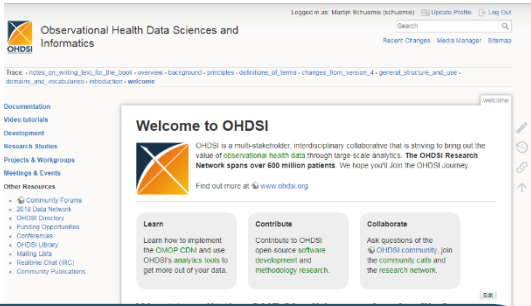 Logged in as: Martijn Schuemie (schuemie) Update Profile Log Out
OHDSI
Observational Health Data Sciences and
Informatics
Search
Recent Changes Media Manager Sitemap
Trace: • notes_on_writing_text_for_the_book • overview • background • principles • definitions_of_terms • changes_from_version_4 • general_structure_and_use •
domains_and_vocabularies • introduction • welcome
welcome
Documentation
Video tutorials
Development
Research Studies
Projects & Workgroups
Meetings & Events
Other Resources
Community Forums
2018 Data Network
OHDSI Directory
Funding Opportunities
Conferences
OHDSI Library
Mailing Lists
Realtime Chat (IRC)
Community Publications
Welcome to OHDSI
OHDSI is a multi-stakeholder, interdisciplinary collaborative that is striving to bring out the
value of observational health data through large-scale analytics. The OHDSI Research
Network spans over 600 million patients. We hope you'll Join the OHDSI Journey.
Find out more at www.ohdsi.org
Learn
Learn how to implement
the OMOP CDM and use
OHDSI's analytics tools to
get more out of your data.
Contribute
Contribute to OHDSI
open source software
development and
methodology research.
Collaborate
Ask questions of the
OHDSI community, join
the community calls and
the research network.
Edit